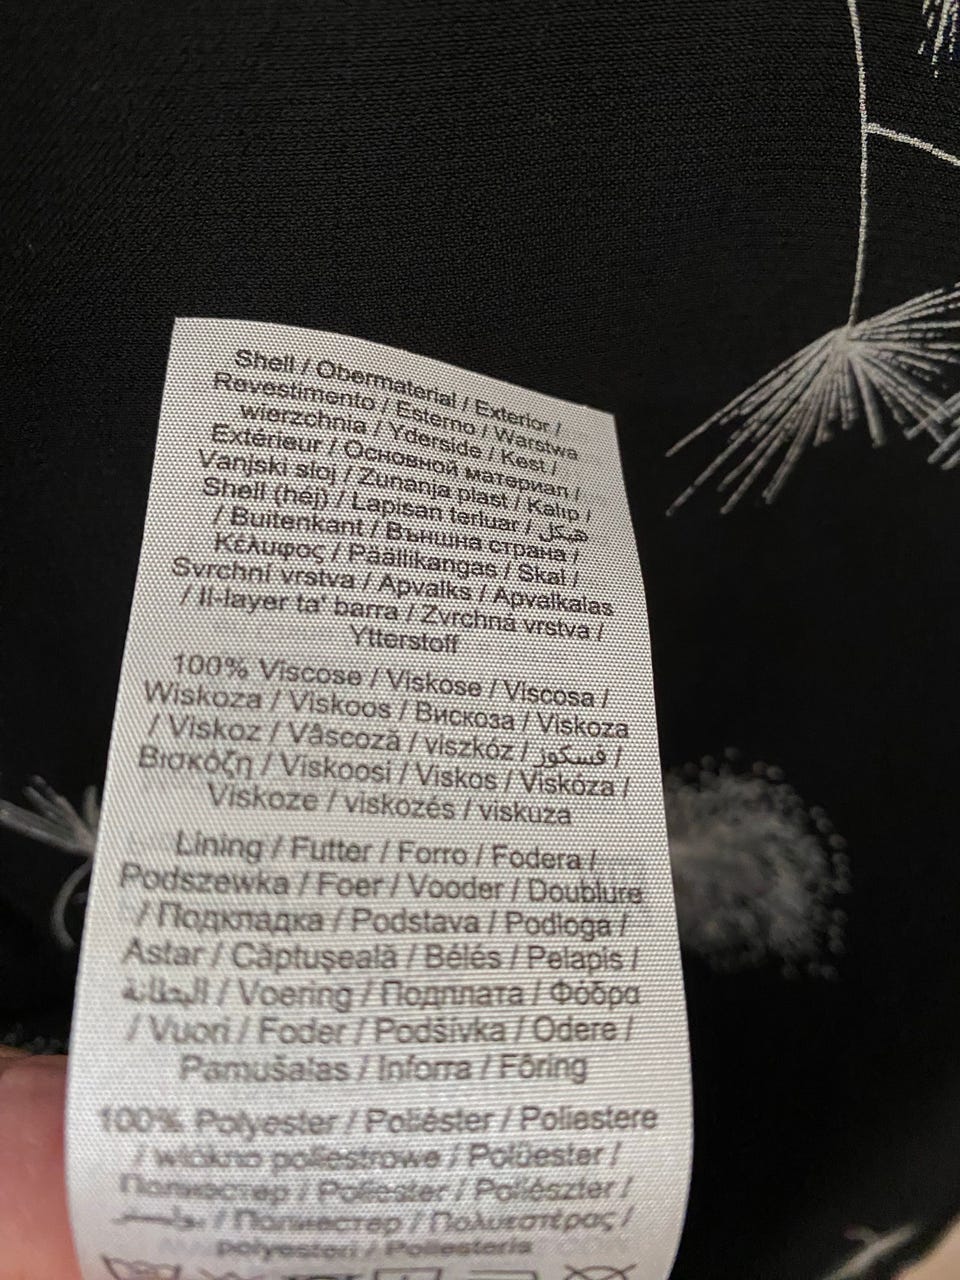 Shell / Obermaterial / Exterior /
Revestimento / Esterno / Warstwa
wierzchnia / Yderside / Kest /
Extérieur / Основной материал /
Vanjski sloj / Zunanja plast / Kalıp /
Shell (héj) / Lapisan terluar / هيكل
/ Buitenkant / Външна страна /
Κέλυφος / Päällikangas / Skal /
Svrchní vrstva / Apvalks / Apvalkalas
/ Il-layer ta' barra / Zvrchná vrstva /
Ytterstoff
100% Viscose / Viskose / Viscosa /
Wiskoza / Viskoos / Вискоза / Viskoza
/ Viskoz / Vâscoză / viszkóz / فسكوز /
Βισκόζη / Viskoosi / Viskos / Viskóza /
Viskoze / viskozės / viskuża
Lining / Futter / Forro / Fodera /
Podszewka / Foer / Vooder / Doublure
/ Подкладка / Podstava / Podloga /
Astar / Căptușeală / Bélés / Pelapis /
البطانة / Voering / Подплата / Φόδρα
/ Vuori / Foder / Podšívka / Odere /
Pamušalas / Inforra / Fôring
100% Polyester / Poliéster / Poliestere
/ włókno poliestrowe / Polüester /
Полиестер / Poliester / Poliészter /
/ Полиестер / Πολυεστέρας /
polyesteri / Poliesteris